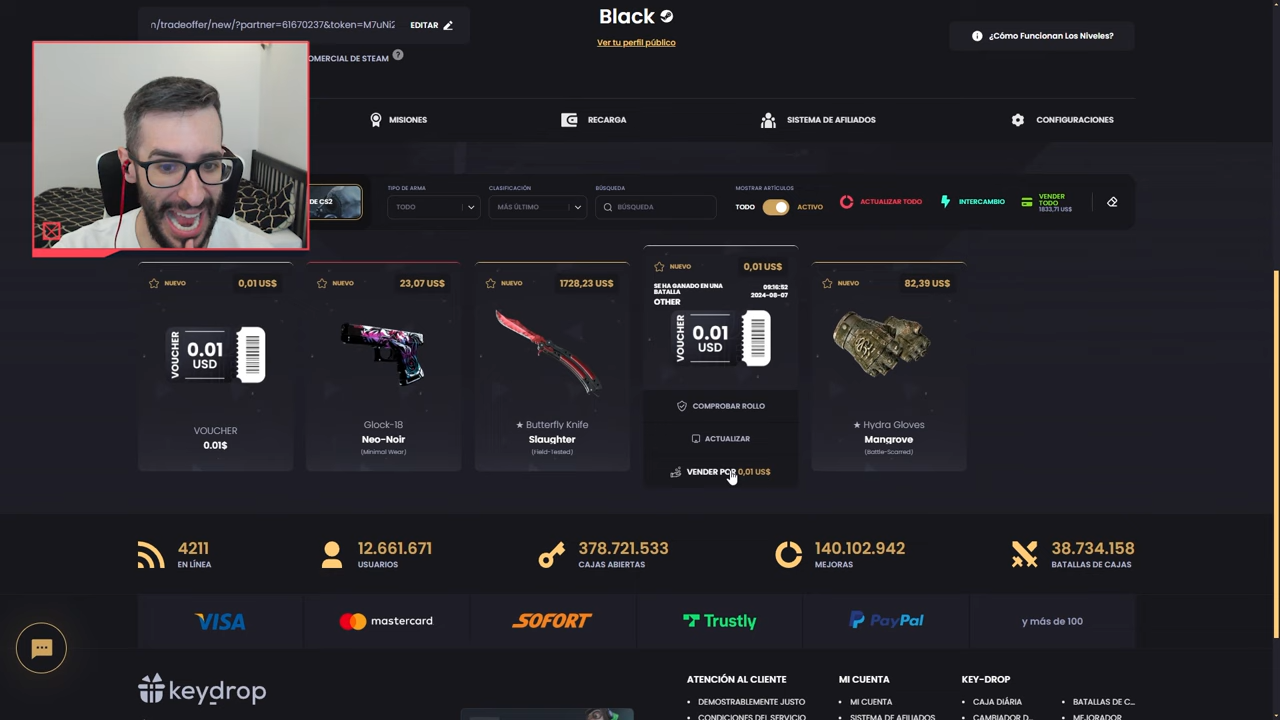 n/tradeoffer/new/?partner=61670237&token=M7uNi2
EDITAR
Black
Ver tu perfil público
¿Cómo Funcionan Los Niveles?
OMERCIAL DE STEAM ?
MISIONES
RECARGA
SISTEMA DE AFILIADOS
CONFIGURACIONES
DE CS2
TIPO DE ARMA
TODO
CLASIFICACIÓN
MÁS ÚLTIMO
BÚSQUEDA
BÚSQUEDA
MOSTRAR ARTÍCULOS
TODO
ACTIVO
ACTUALIZAR TODO
INTERCAMBIO
VENDER
TODO
1833,71 US$
NUEVO
0,01 US$
VOUCHER
0.01
USD
VOUCHER
0.01$
NUEVO
23,07 US$
Glock-18
Neo-Noir
(Minimal Wear)
NUEVO
1728,23 US$
★ Butterfly Knife
Slaughter
(Field-Tested)
NUEVO
0,01 US$
SE HA GANADO EN UNA
BATALLA
OTHER
09:16:52
2024-08-07
VOUCHER
0.01
USD
COMPROBAR ROLLO
ACTUALIZAR
VENDER POR 0,01 US$
NUEVO
82,39 US$
★ Hydra Gloves
Mangrove
(Battle-Scarred)
4211
EN LÍNEA
12.661.671
USUARIOS
378.721.533
CAJAS ABIERTAS
140.102.942
MEJORAS
38.734.158
BATALLAS DE CAJAS
VISA
mastercard
SOFORT
Trustly
PayPal
y más de 100
keydrop
ATENCIÓN AL CLIENTE
DEMOSTRABLEMENTE JUSTO
CONDICIONES DEL SERVICIO
MI CUENTA
MI CUENTA
SISTEMA DE AFILIADOS
KEY-DROP
CAJA DIÁRIA
CAMBIADOR D...
BATALLAS DE C...
MEJORADOR